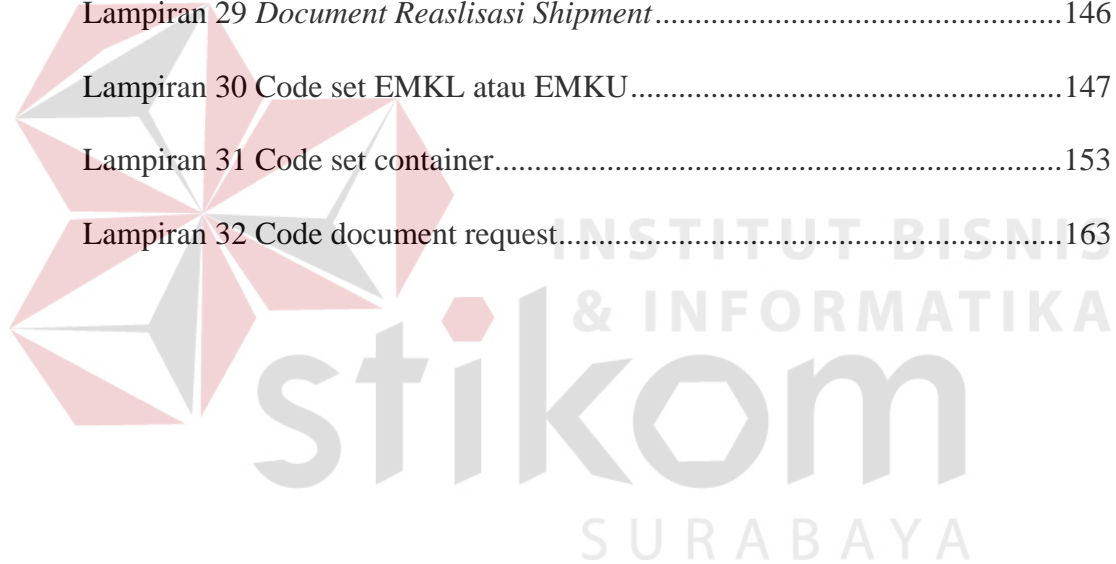 Lampiran 29 Document Reaslisasi Shipment.......................................................146
Lampiran 30 Code set EMKL atau EMKU..........................................................147
Lampiran 31 Code set container............................................................................153
Lampiran 32 Code document request....................................................................163
INSTITUT BISNIS
& INFORMATIKA
stikom
SURABAYA